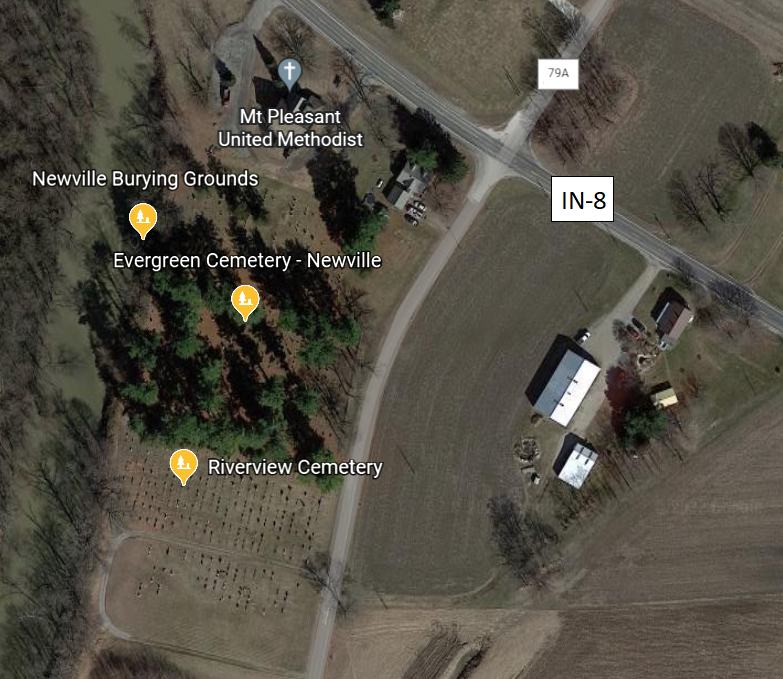 79A
Mt Pleasant
United Methodist
Newville Burying Grounds
IN-8
Evergreen Cemetery - Newville
Riverview Cemetery